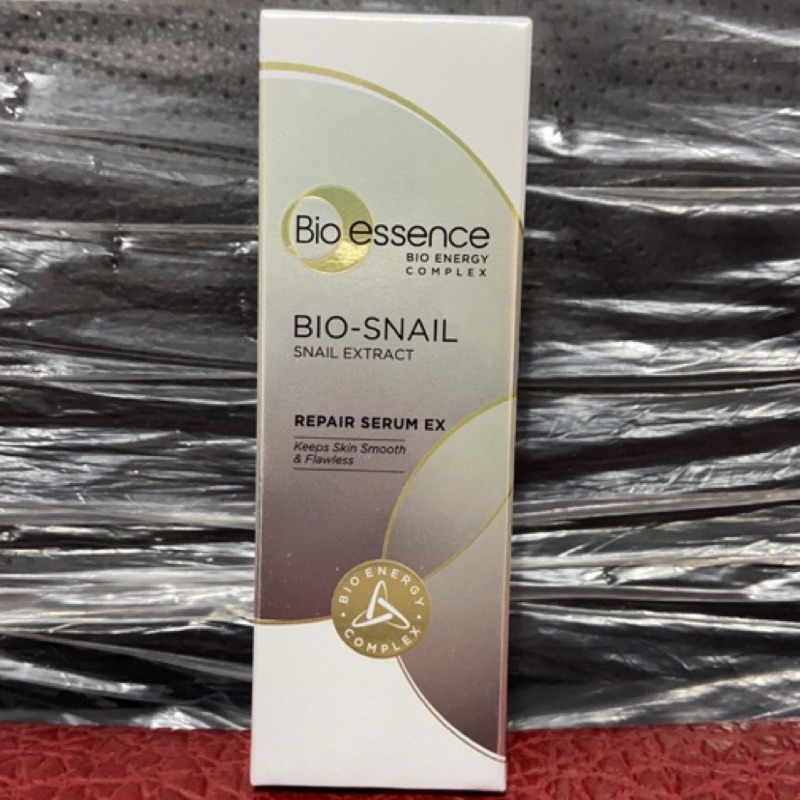 Bio essence
BIO ENERGY
COMPLEX
BIO-SNAIL
SNAIL EXTRACT
REPAIR SERUM EX
Keeps Skin Smooth
& Flawless
BIO ENERGY
COMPLEX